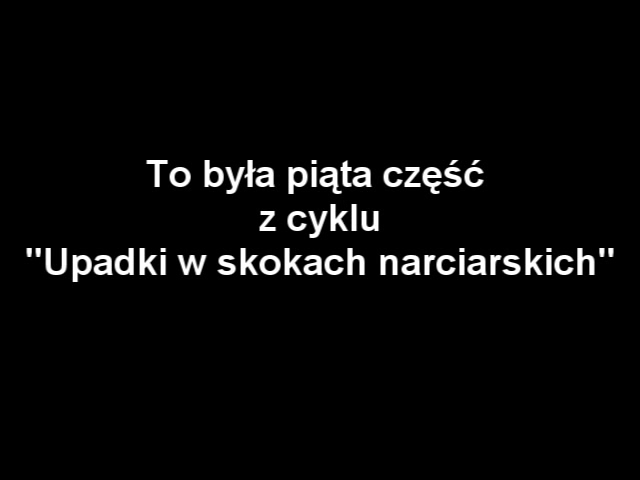 To była piąta część
z cyklu
"Upadki w skokach narciarskich"